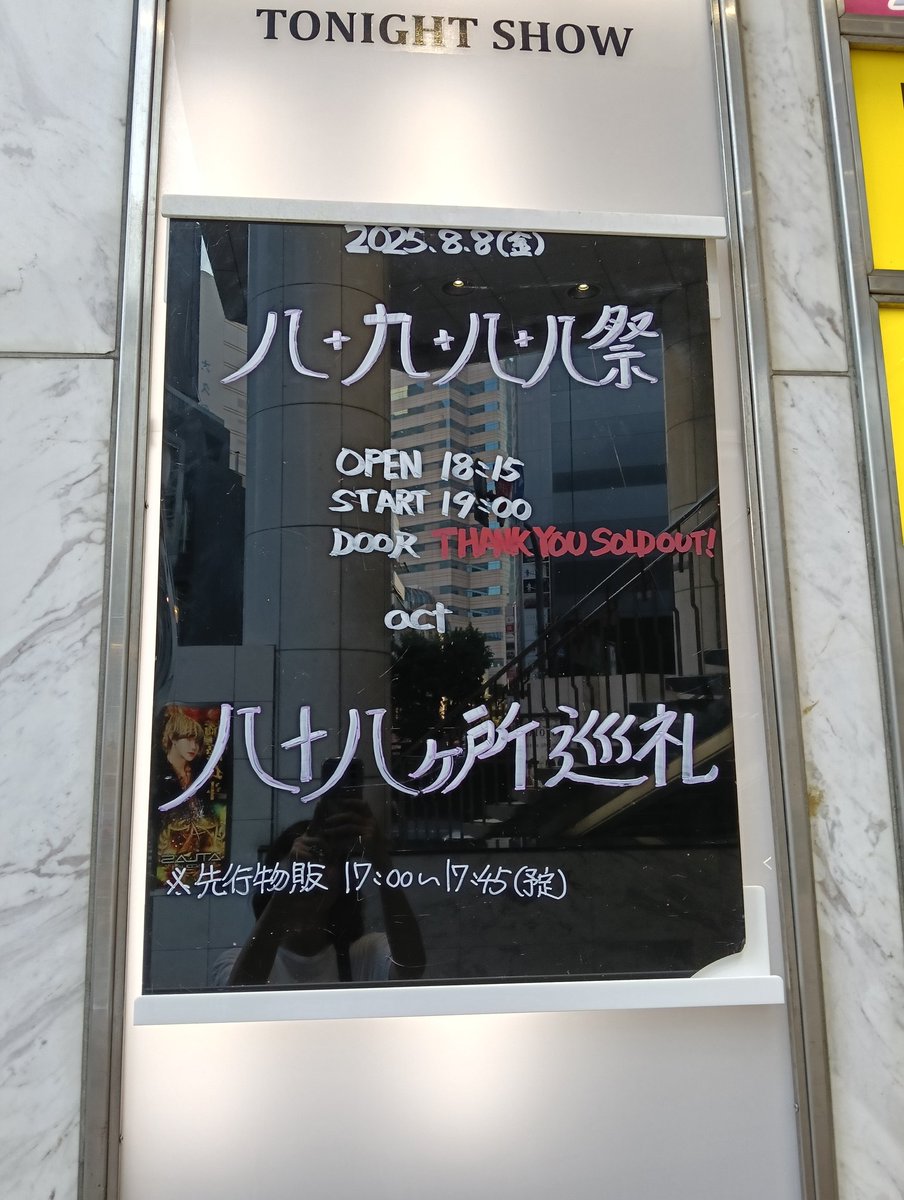 TONIGHT SHOW
2025.8.8(金)
八+九+八+八祭
OPEN 18:15
START 19:00
DOOR THANK YOU SOLD OUT!
act
八十八ヶ所巡礼
※先行物販 17:00〜17:45(予定)